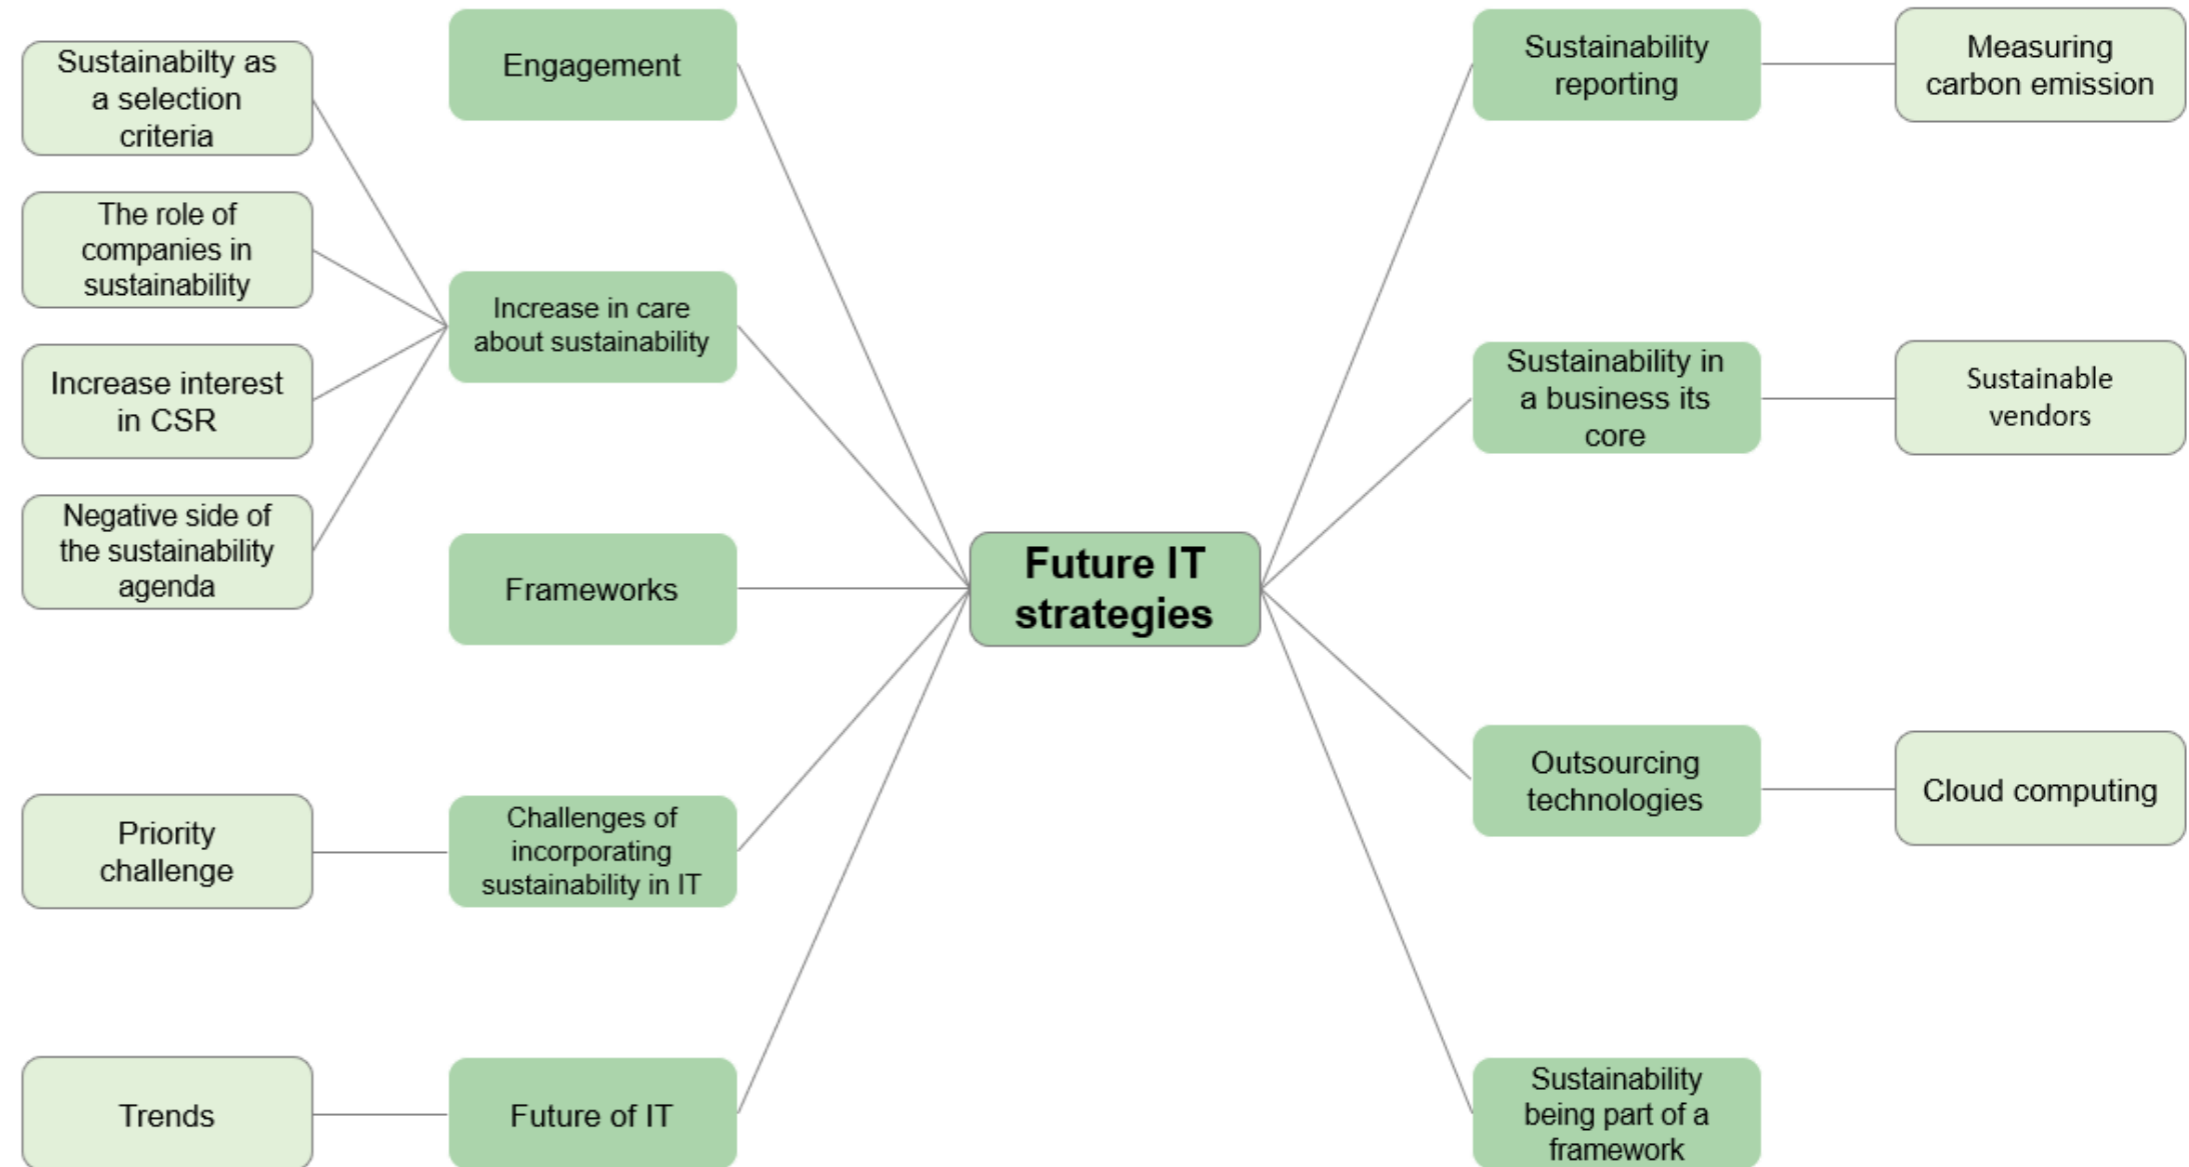 Sustainabilty as
a selection
criteria
The role of
companies in
sustainability
Increase interest
in CSR
Negative side of
the sustainability
agenda
Priority
challenge
Trends
Engagement
Increase in care
about sustainability
Frameworks
Challenges of
incorporating
sustainability in IT
Future of IT
Future IT
strategies
Sustainability
reporting
Sustainability in
a business its
core
Outsourcing
technologies
Sustainability
being part of a
framework
Measuring
carbon emission
Sustainable
vendors
Cloud computing